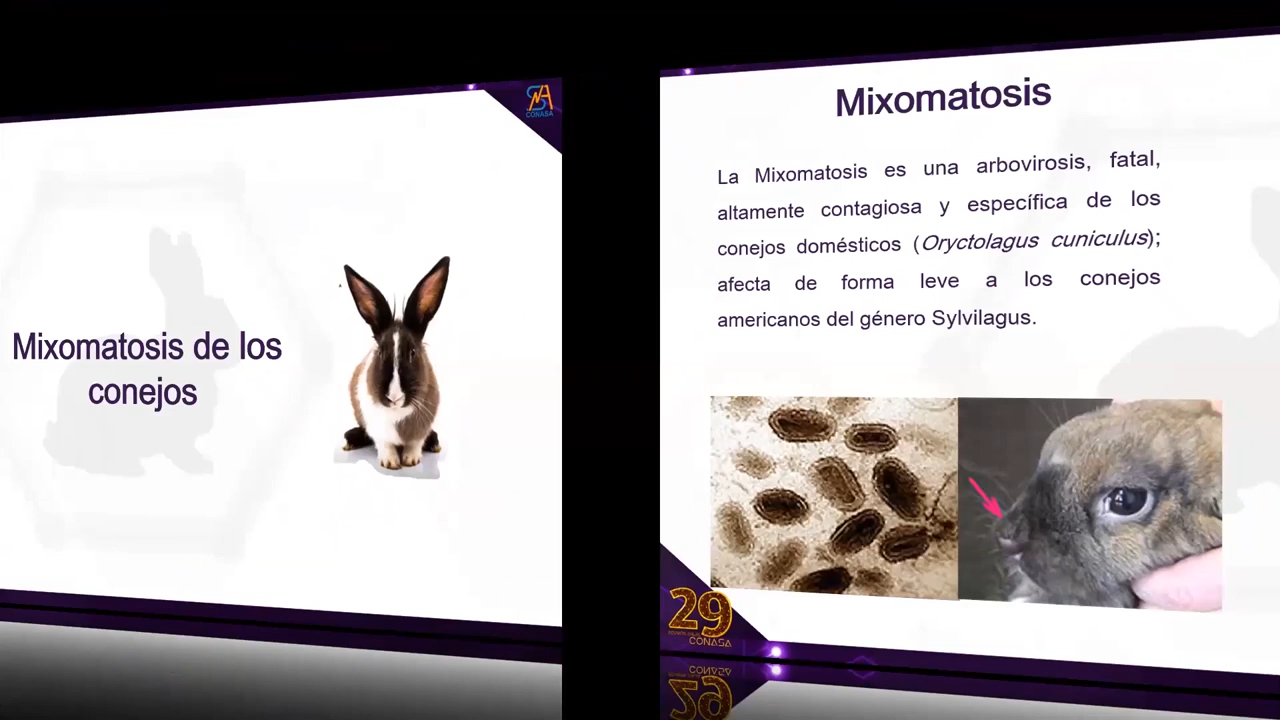 CONASA
Mixomatosis de los
conejos
Mixomatosis
La Mixomatosis es una arbovirosis, fatal,
altamente contagiosa y específica de los
conejos domésticos (Oryctolagus cuniculus);
afecta de forma leve a los conejos
americanos del género Sylvilagus.
29
CONASA